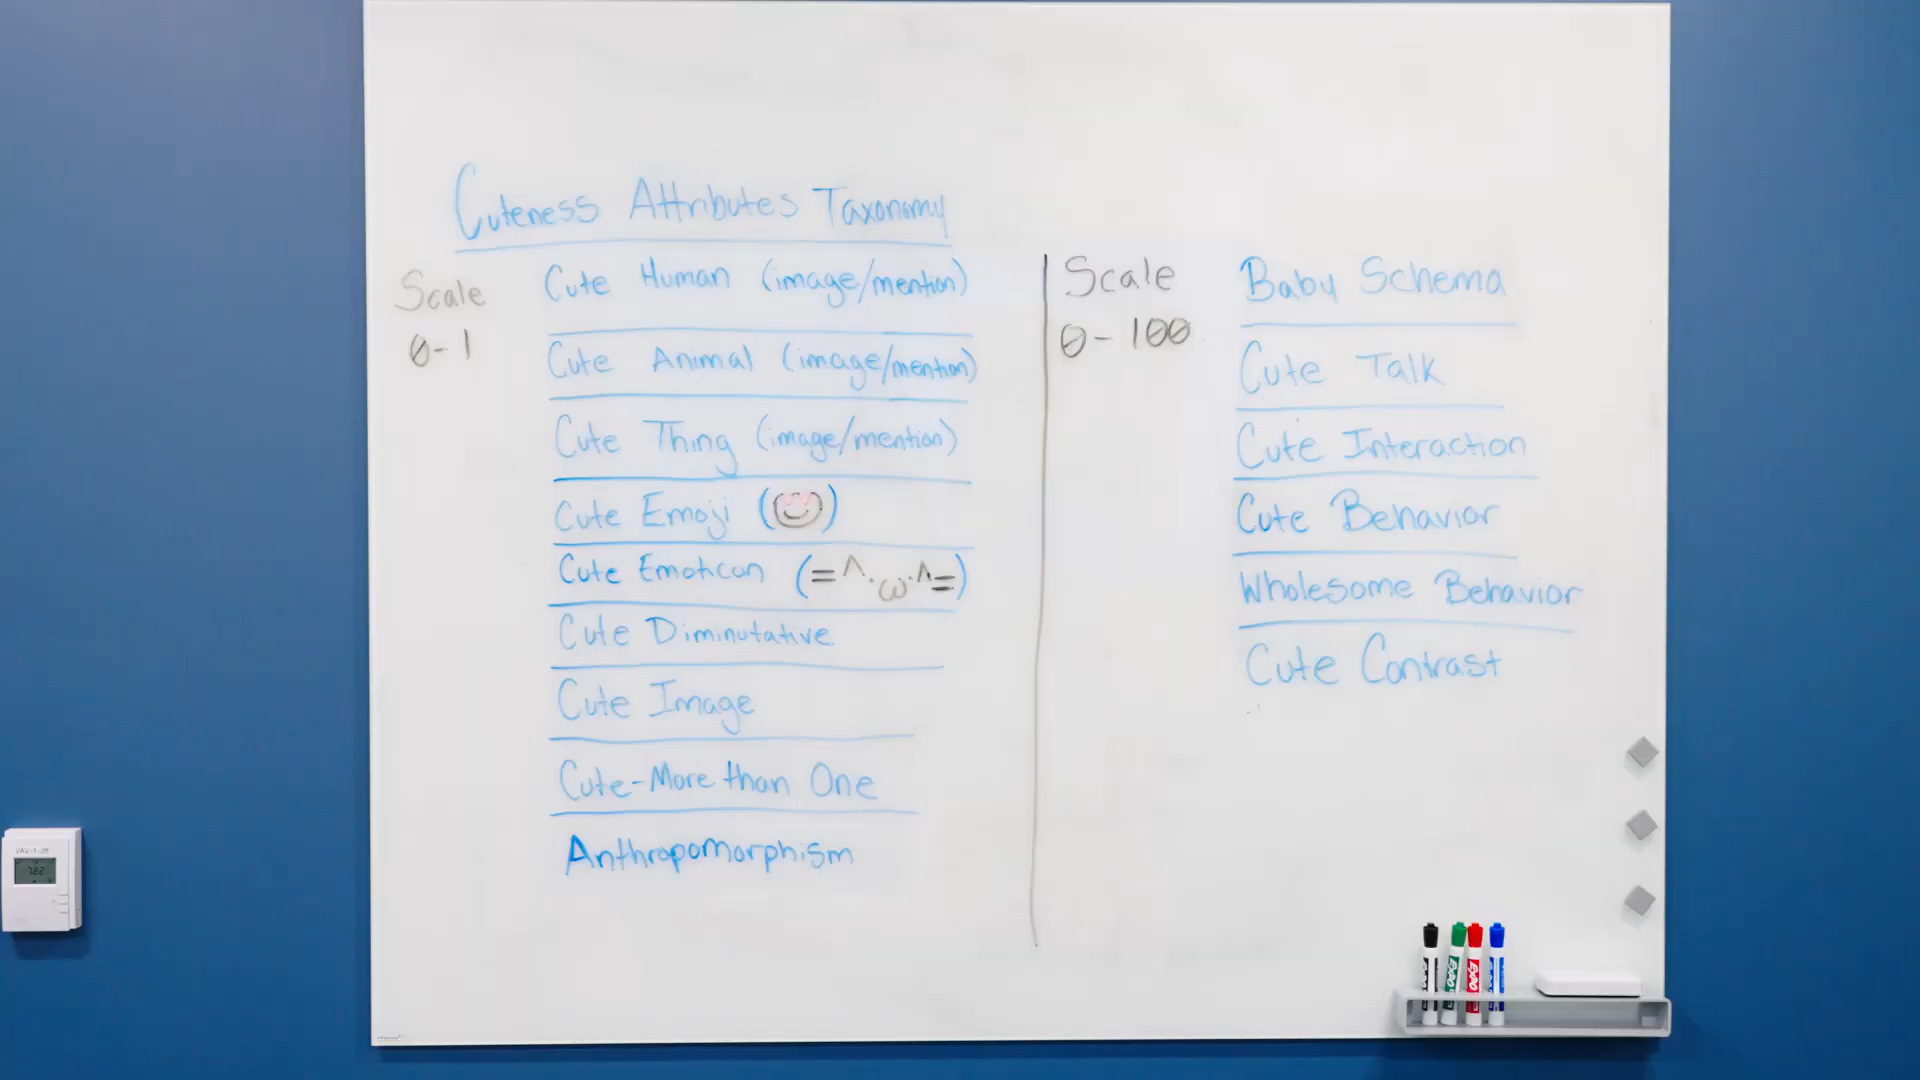 Cuteness Attributes Taxonomy
Scale
0-1
Cute Human (image/mention)
Cute Animal (image/mention)
Cute Thing (image/mention)
Cute Emoji (☺)
Cute Emoticon (=^.ω.^=)
Cute Diminutative
Cute Image
Cute-More than One
Anthropomorphism
Scale
0-100
Baby Schema
Cute Talk
Cute Interaction
Cute Behavior
Wholesome Behavior
Cute Contrast
EXPO
EXPO